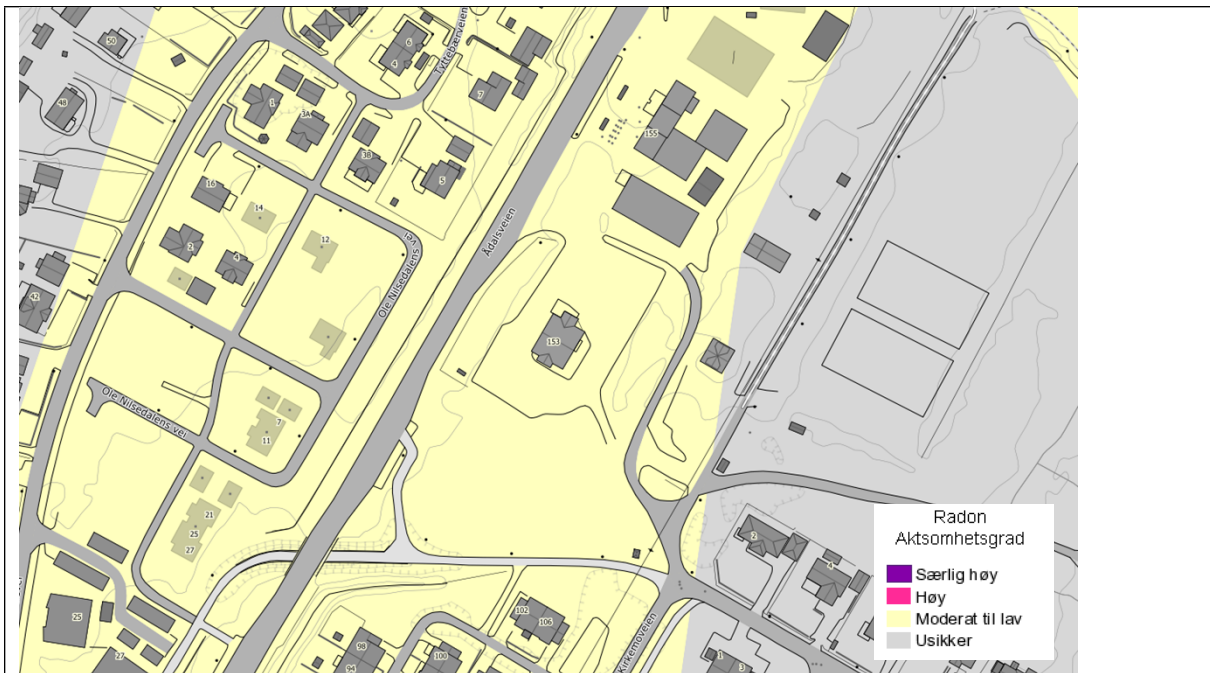 50
6
4
Tyttebærveien
7
48
1
3A
155
3B
5
16
14
12
Ole Nilsedalens vei
Ådalsveien
2
4
42
153
Ole Nilsedalens vei
7
11
21
25
27
2
4
Radon
Aktsomhetsgrad
Særlig høy
Høy
Moderat til lav
Usikker
25
102
106
98
100
94
27
Kirkemoveien
1
3